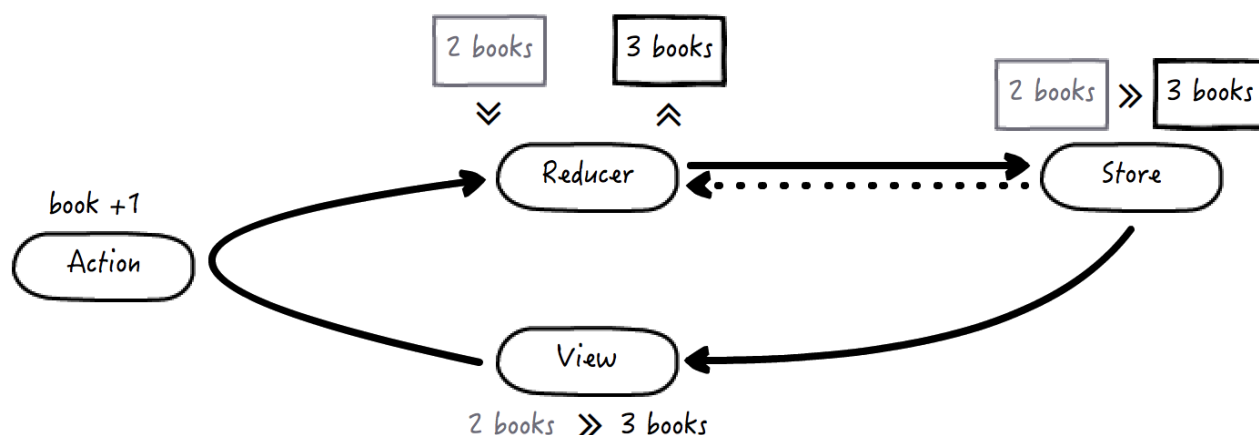 2 books
3 books
2 books
3 books
Reducer
Store
book +1
Action
View
2 books >> 3 books